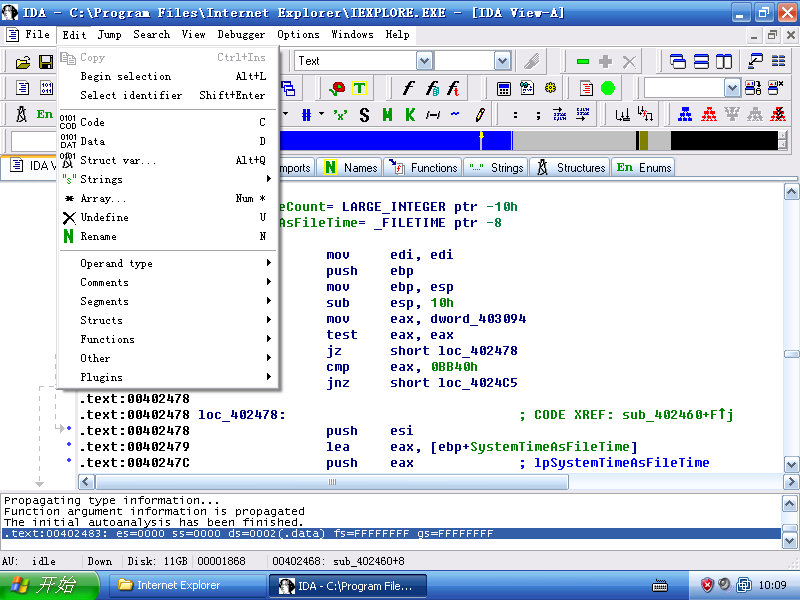 IDA - C:\Program Files\Internet Explorer\IEXPLORE.EXE - [IDA View-A]
File Edit Jump Search View Debugger Options Windows Help
Copy Ctrl+Ins
Begin selection Alt+L
Select identifier Shift+Enter
Code C
Data D
Struct var... Alt+Q
Strings
Array... Num *
Undefine U
Rename N
Operand type
Comments
Segments
Structs
Functions
Other
Plugins
Text
En
IDA V
mports Names Functions Strings Structures En Enums
eCount= LARGE_INTEGER ptr -10h
AsFileTime= _FILETIME ptr -8
mov edi, edi
push ebp
mov ebp, esp
sub esp, 10h
mov eax, dword_403094
test eax, eax
jz short loc_402478
cmp eax, 0BB40h
jnz short loc_4024C5
.text:00402478
.text:00402478 loc_402478: ; CODE XREF: sub_402460+F↑j
.text:00402478 push esi
.text:00402479 lea eax, [ebp+SystemTimeAsFileTime]
.text:0040247C push eax ; lpSystemTimeAsFileTime
Propagating type information...
Function argument information is propagated
The initial autoanalysis has been finished.
.text:00402483: es=0000 ss=0000 ds=0002(.data) fs=FFFFFFFF gs=FFFFFFFF
AU: idle Down Disk: 11GB 00001868 00402468: sub_402460+8
开始 Internet Explorer IDA - C:\Program File... 10:09